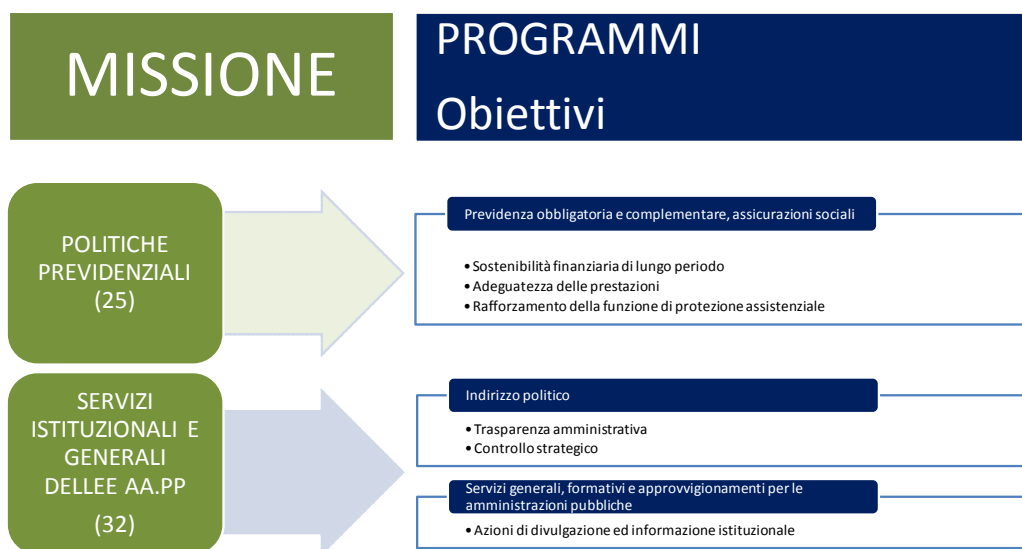 MISSIONE
PROGRAMMI
Obiettivi
POLITICHE
PREVIDENZIALI
(25)
Previdenza obbligatoria e complementare, assicurazioni sociali
• Sostenibilità finanziaria di lungo periodo
• Adeguatezza delle prestazioni
• Rafforzamento della funzione di protezione assistenziale
SERVIZI
ISTITUZIONALI E
GENERALI
DELLEE AA.PP
(32)
Indirizzo politico
• Trasparenza amministrativa
• Controllo strategico
Servizi generali, formativi e approvvigionamenti per le
amministrazioni pubbliche
• Azioni di divulgazione ed informazione istituzionale